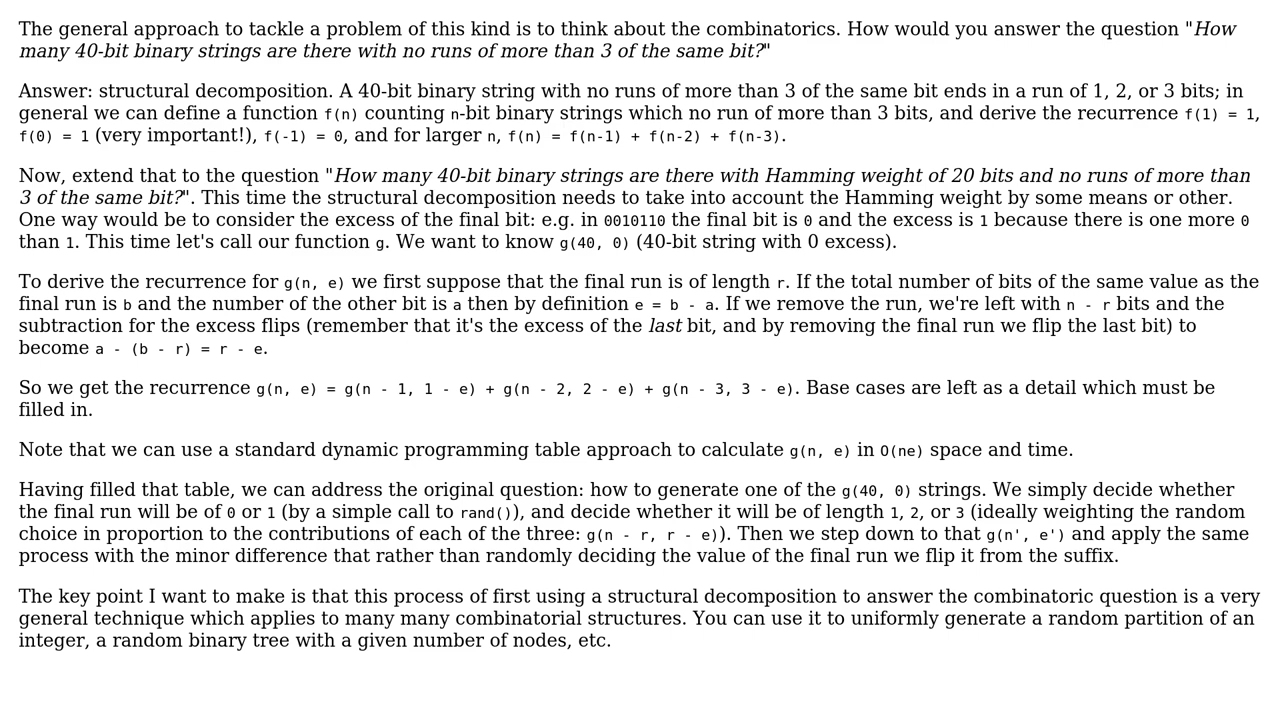 The general approach to tackle a problem of this kind is to think about the combinatorics. How would you answer the question "How
many 40-bit binary strings are there with no runs of more than 3 of the same bit?"
Answer: structural decomposition. A 40-bit binary string with no runs of more than 3 of the same bit ends in a run of 1, 2, or 3 bits; in
general we can define a function f(n) counting n-bit binary strings which no run of more than 3 bits, and derive the recurrence f(1) = 1,
f(0) = 1 (very important!), f(-1) = 0, and for larger n, f(n) = f(n-1) + f(n-2) + f(n-3).
Now, extend that to the question "How many 40-bit binary strings are there with Hamming weight of 20 bits and no runs of more than
3 of the same bit?". This time the structural decomposition needs to take into account the Hamming weight by some means or other.
One way would be to consider the excess of the final bit: e.g. in 0010110 the final bit is 0 and the excess is 1 because there is one more 0
than 1. This time let's call our function g. We want to know g(40, 0) (40-bit string with 0 excess).
To derive the recurrence for g(n, e) we first suppose that the final run is of length r. If the total number of bits of the same value as the
final run is b and the number of the other bit is a then by definition e = b - a. If we remove the run, we're left with n - r bits and the
subtraction for the excess flips (remember that it's the excess of the last bit, and by removing the final run we flip the last bit) to
become a - (b - r) = r - e.
So we get the recurrence g(n, e) = g(n - 1, 1 - e) + g(n - 2, 2 - e) + g(n - 3, 3 - e). Base cases are left as a detail which must be
filled in.
Note that we can use a standard dynamic programming table approach to calculate g(n, e) in O(ne) space and time.
Having filled that table, we can address the original question: how to generate one of the g(40, 0) strings. We simply decide whether
the final run will be of 0 or 1 (by a simple call to rand()), and decide whether it will be of length 1, 2, or 3 (ideally weighting the random
choice in proportion to the contributions of each of the three: g(n - r, r - e)). Then we step down to that g(n', e') and apply the same
process with the minor difference that rather than randomly deciding the value of the final run we flip it from the suffix.
The key point I want to make is that this process of first using a structural decomposition to answer the combinatoric question is a very
general technique which applies to many many combinatorial structures. You can use it to uniformly generate a random partition of an
integer, a random binary tree with a given number of nodes, etc.